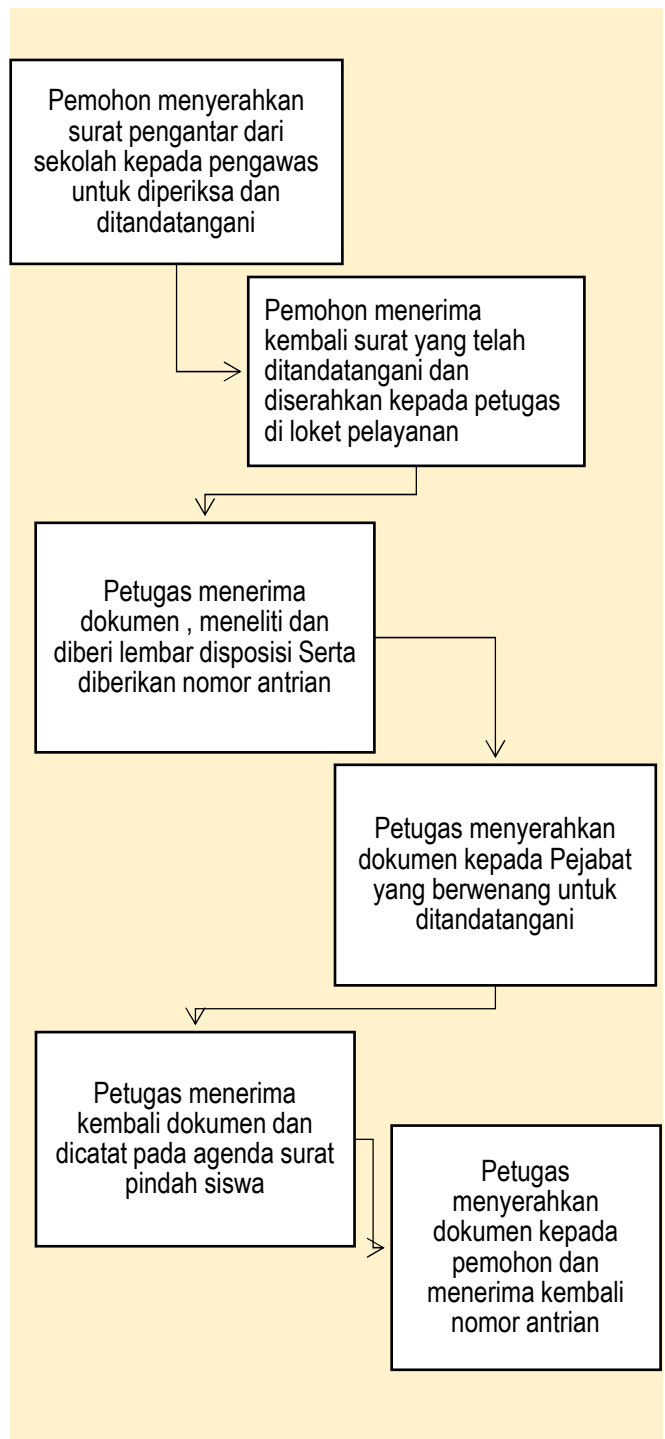 Pemohon menyerahkan
surat pengantar dari
sekolah kepada pengawas
untuk diperiksa dan
ditandatangani
Pemohon menerima
kembali surat yang telah
ditandatangani dan
diserahkan kepada petugas
di loket pelayanan
Petugas menerima
dokumen , meneliti dan
diberi lembar disposisi Serta
diberikan nomor antrian
Petugas menyerahkan
dokumen kepada Pejabat
yang berwenang untuk
ditandatangani
Petugas menerima
kembali dokumen dan
dicatat pada agenda surat
pindah siswa
Petugas
menyerahkan
dokumen kepada
pemohon dan
menerima kembali
nomor antrian